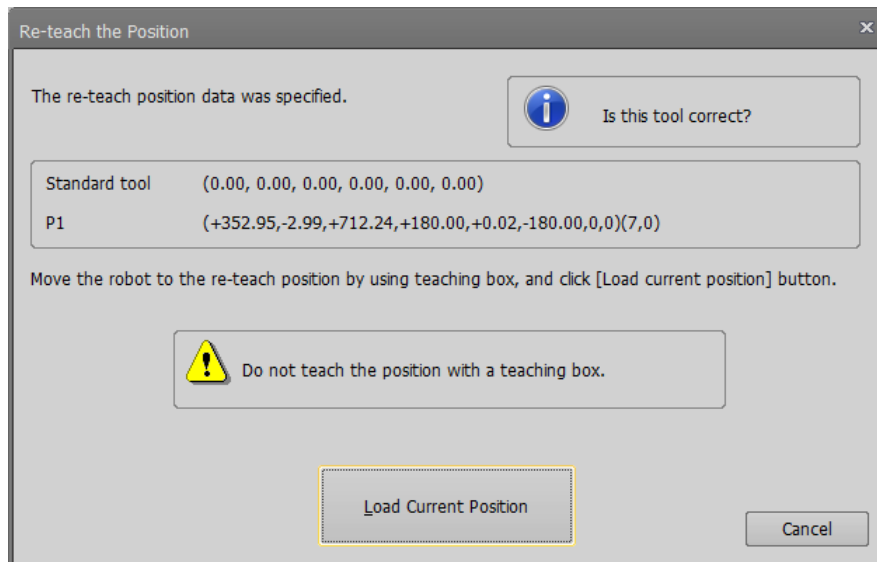 Re-teach the Position
The re-teach position data was specified.
Is this tool correct?
Standard tool (0.00, 0.00, 0.00, 0.00, 0.00, 0.00)
P1 (+352.95,-2.99,+712.24,+180.00,+0.02,-180.00,0,0)(7,0)
Move the robot to the re-teach position by using teaching box, and click [Load current position] button.
Do not teach the position with a teaching box.
Load Current Position
Cancel